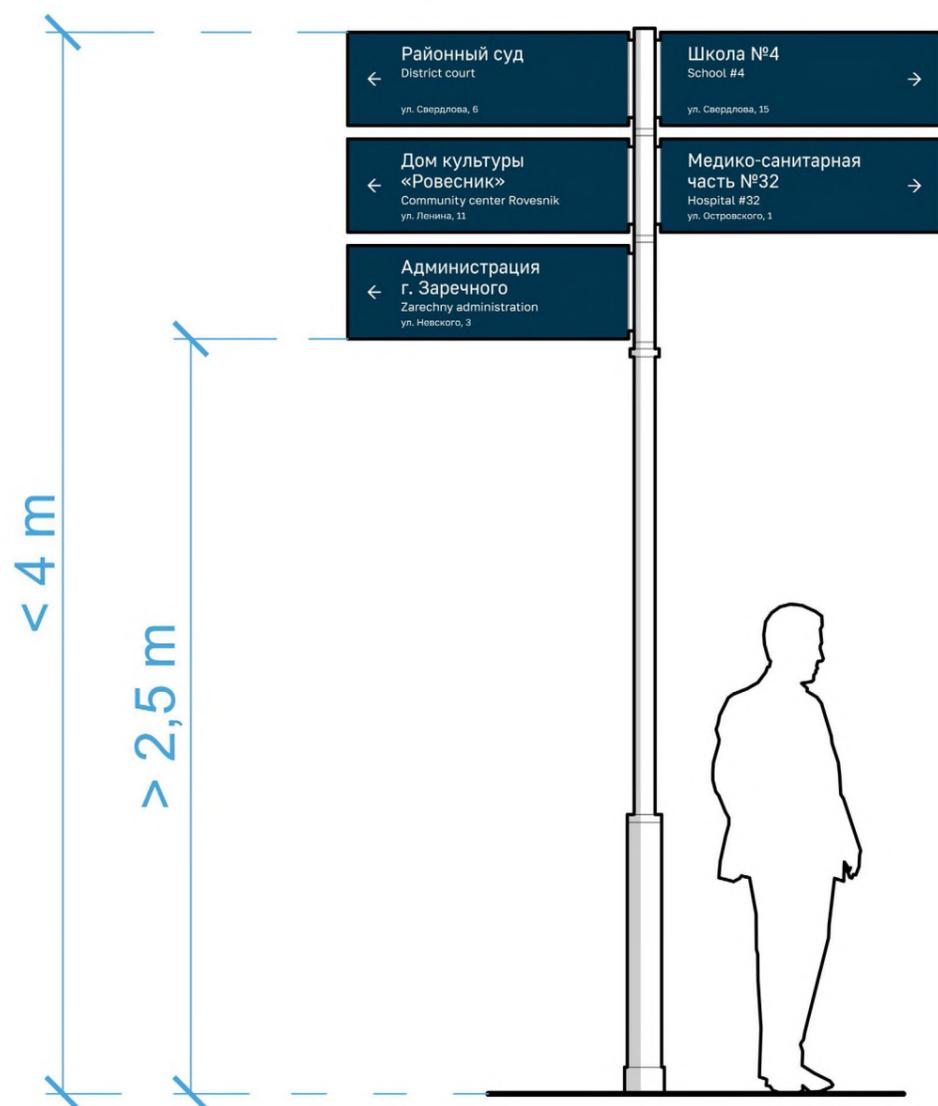 ←
Районный суд
District court
ул. Свердлова, 6
Школа №4
School #4
→
ул. Свердлова, 15
←
Дом культуры
«Ровесник»
Community center Rovesnik
ул. Ленина, 11
Медико-санитарная
часть №32
Hospital #32
→
ул. Островского, 1
←
Администрация
г. Заречного
Zarechny administration
ул. Невского, 3
< 4 m
> 2,5 m